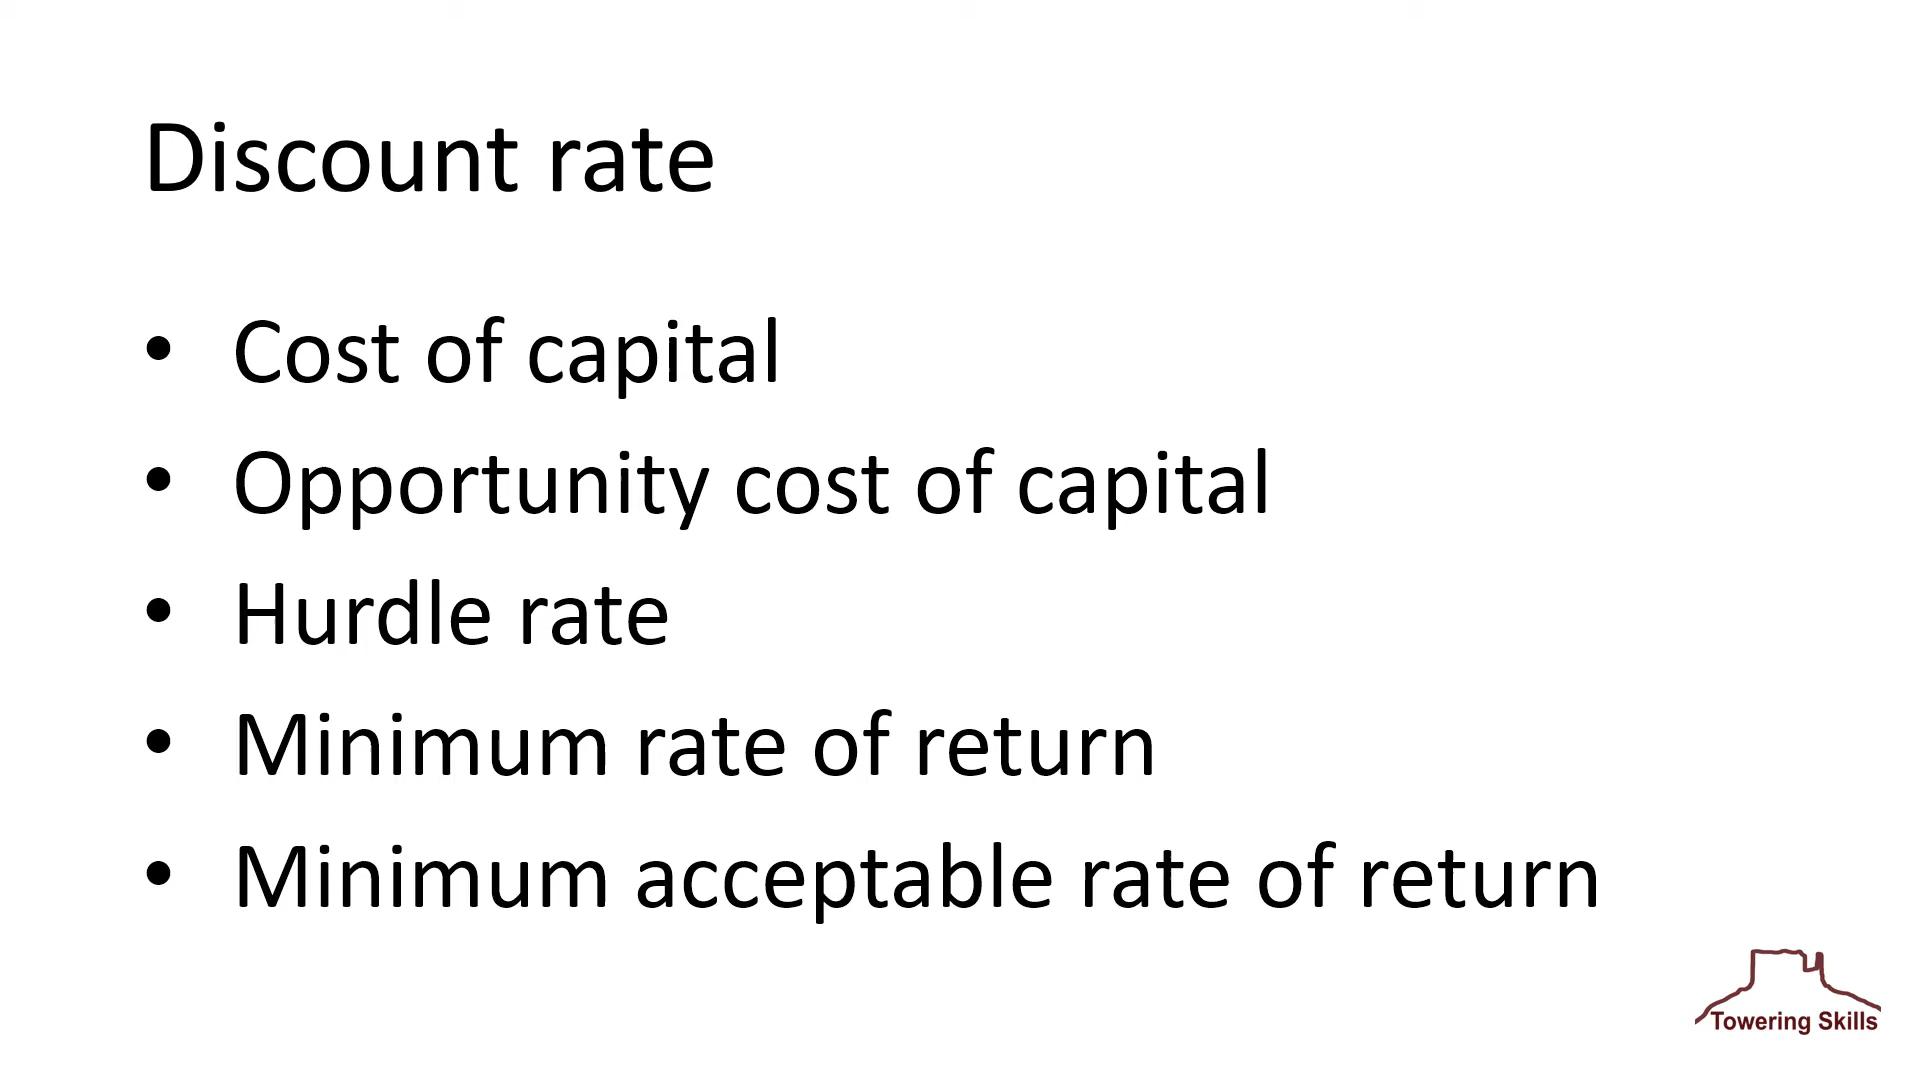 Discount rate
• Cost of capital
• Opportunity cost of capital
• Hurdle rate
• Minimum rate of return
• Minimum acceptable rate of return
Towering Skills